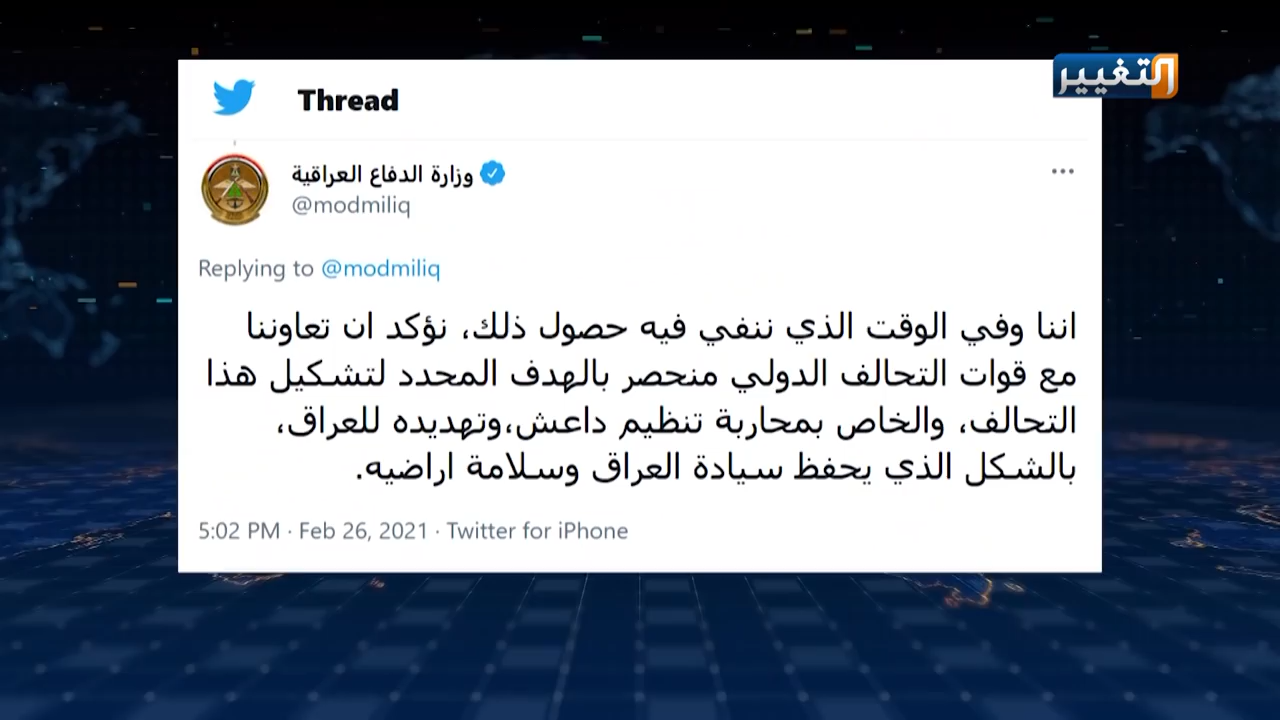 التغيير
Thread
وزارة الدفاع العراقية
@modmiliq
Replying to @modmiliq
اننا وفي الوقت الذي ننفي فيه حصول ذلك، نؤكد ان تعاوننا
مع قوات التحالف الدولي منحصر بالهدف المحدد لتشكيل هذا
التحالف، والخاص بمحاربة تنظيم داعش،وتهديده للعراق،
بالشكل الذي يحفظ سيادة العراق وسلامة اراضيه.
5:02 PM · Feb 26, 2021 · Twitter for iPhone